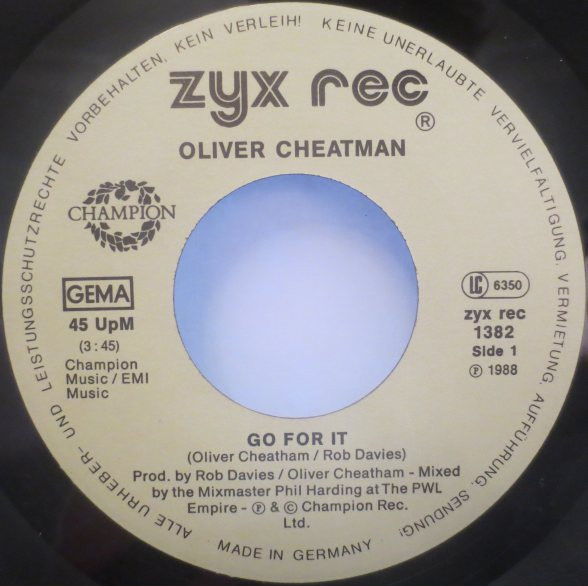 ALLE URHEBER- UND LEISTUNGSSCHUTZRECHTE VORBEHALTEN, KEIN VERLEIH! KEINE UNERLAUBTE VERVIELFÄLTIGUNG, VERMIETUNG, AUFFÜHRUNG, SENDUNG!
zyx rec
®
OLIVER CHEATMAN
CHAMPION
GEMA
45 UpM
(3:45)
Champion
Music/EMI
Music
LC 6350
zyx rec
1382
Side 1
℗ 1988
GO FOR IT
(Oliver Cheatham / Rob Davies)
Prod. by Rob Davies / Oliver Cheatham - Mixed
by the Mixmaster Phil Harding at The PWL
Empire - ℗ & © Champion Rec.
Ltd.
MADE IN GERMANY